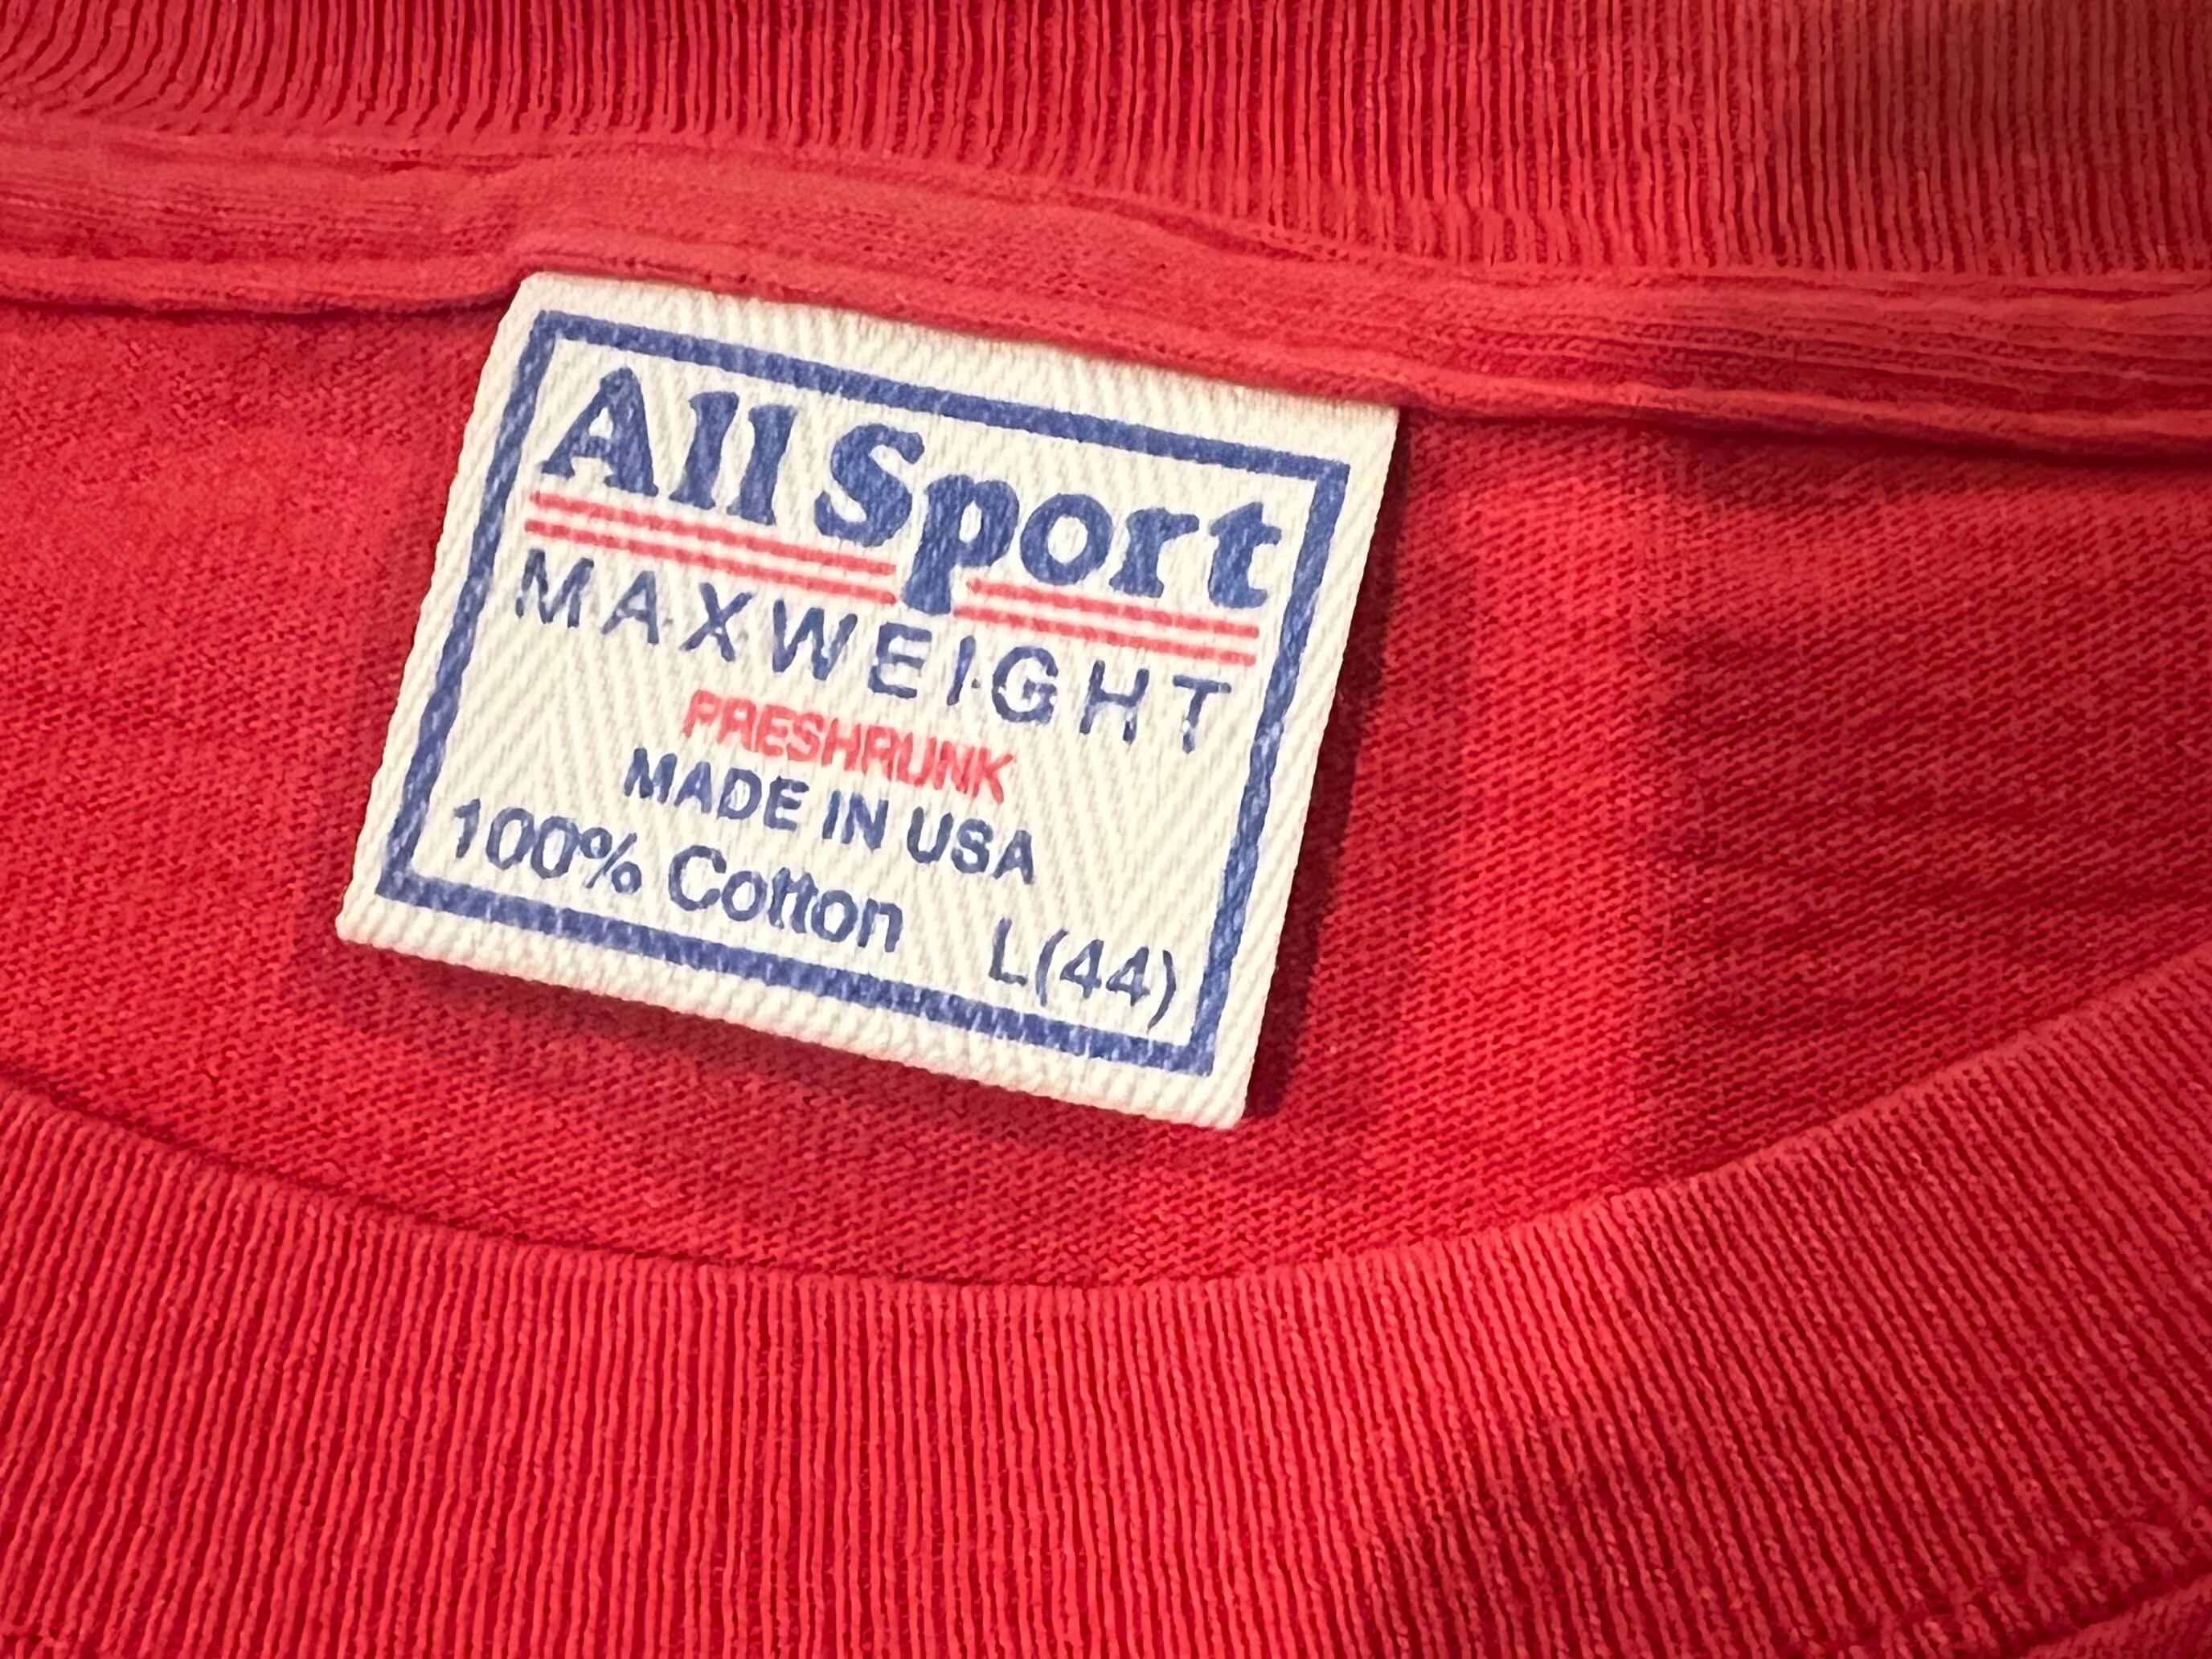 All Sport
MAXWEIGHT
PRESHRUNK
MADE IN USA
100% Cotton L(44)